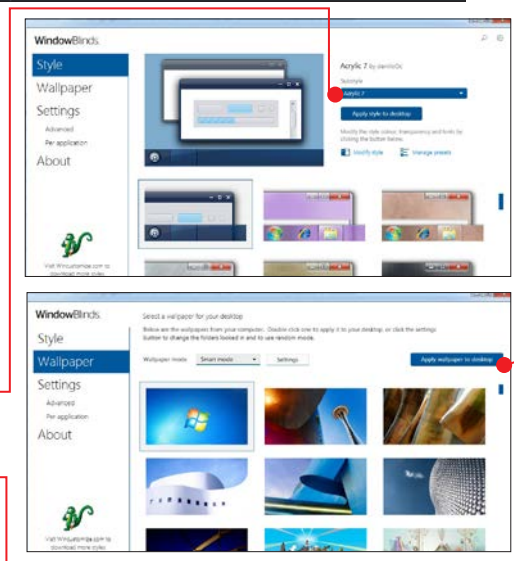 WindowBlinds
Style
Wallpaper
Settings
Advanced
Per application
About
Visit Wincustomize.com to
download more styles
Acrylic 7 by
Substyle
Acrylic 7
Apply style to desktop
Modify the style colour, transparency and fonts by
clicking the button below.
Modify style
Manage presets
WindowBlinds
Style
Wallpaper
Settings
Advanced
Per application
About
Visit Wincustomize.com to
download more styles
Select a wallpaper for your desktop
Below are the wallpapers from your computer. Double click one to apply it to your desktop, or click the settings
button to change the folders looked in and to use random mode.
Wallpaper mode
Smart mode
Settings
Apply wallpaper to desktop